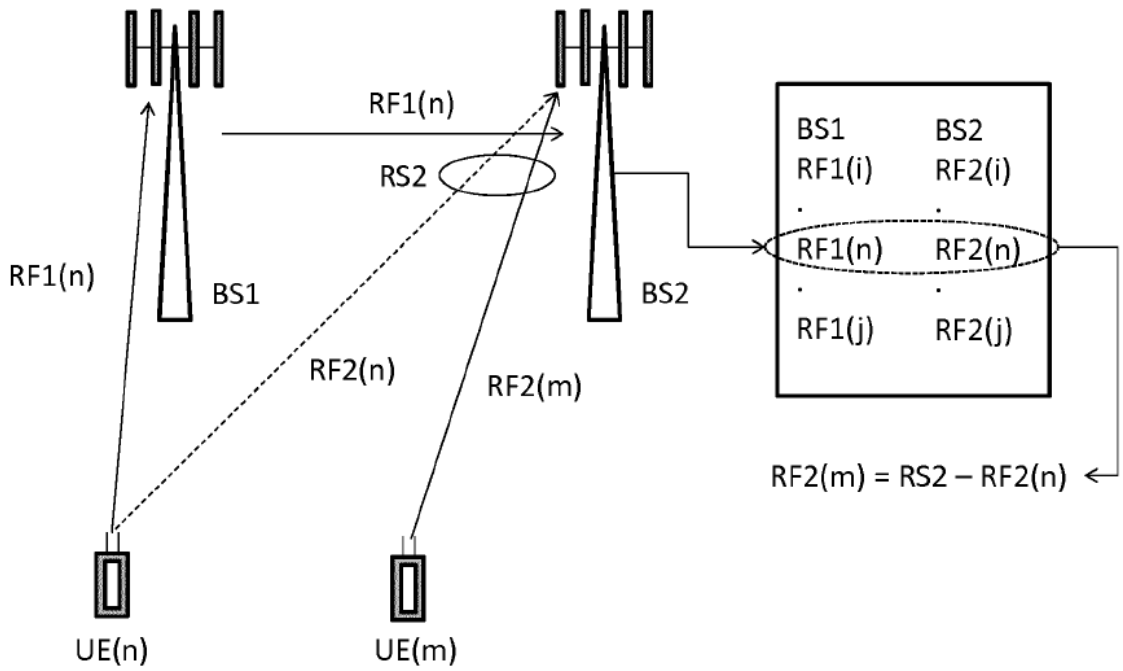 RF1(n)
RS2
RF1(n)
BS1
BS2
RF2(n)
RF2(m)
UE(n)
UE(m)
BS1 BS2
RF1(i) RF2(i)
. .
RF1(n) RF2(n)
. .
RF1(j) RF2(j)
RF2(m) = RS2 – RF2(n)